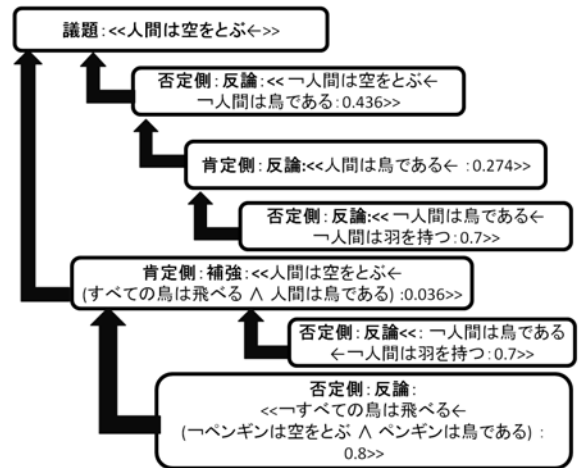 議題:<<人間は空をとぶ←>>
否定側:反論:<< ¬人間は空をとぶ←
¬人間は鳥である:0.436>>
肯定側:反論:<<人間は鳥である← :0.274>>
否定側:反論:<< ¬人間は鳥である←
¬人間は羽を持つ:0.7>>
肯定側:補強:<<人間は空をとぶ←
(すべての鳥は飛べる ∧ 人間は鳥である) :0.036>>
否定側:反論<<: ¬人間は鳥である
←¬人間は羽を持つ:0.7>>
否定側:反論:
<<¬すべての鳥は飛べる←
(¬ペンギンは空をとぶ ∧ ペンギンは鳥である) :
0.8>>